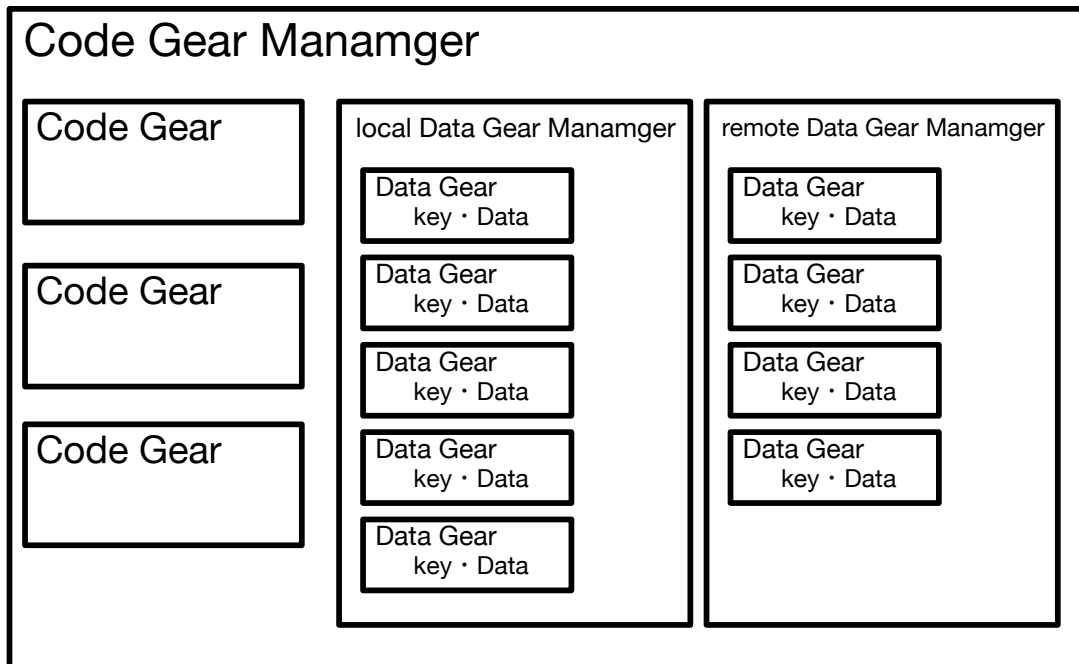 Code Gear Manamger
Code Gear
Code Gear
Code Gear
local Data Gear Manamger
Data Gear
key・Data
Data Gear
key・Data
Data Gear
key・Data
Data Gear
key・Data
Data Gear
key・Data
remote Data Gear Manamger
Data Gear
key・Data
Data Gear
key・Data
Data Gear
key・Data
Data Gear
key・Data